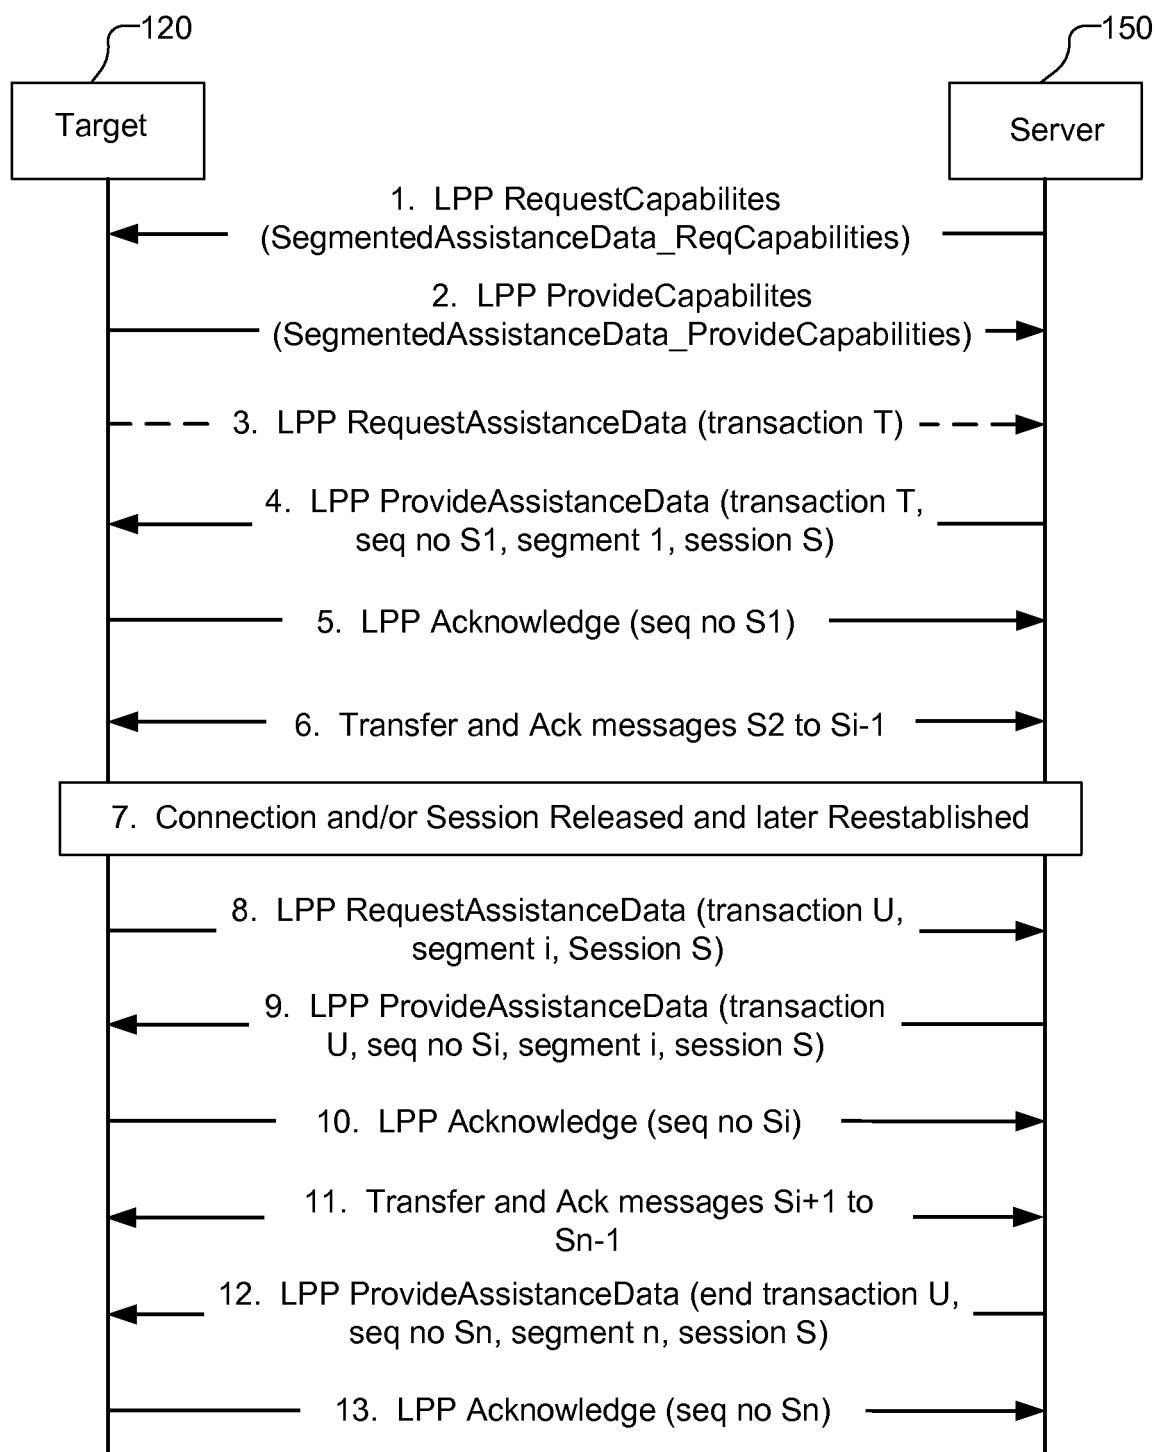 120
150
Target
Server
1. LPP RequestCapabilites
(SegmentedAssistanceData_ReqCapabilities)
2. LPP ProvideCapabilites
(SegmentedAssistanceData_ProvideCapabilities)
3. LPP RequestAssistanceData (transaction T)
4. LPP ProvideAssistanceData (transaction T,
seq no S1, segment 1, session S)
5. LPP Acknowledge (seq no S1)
6. Transfer and Ack messages S2 to Si-1
7. Connection and/or Session Released and later Reestablished
8. LPP RequestAssistanceData (transaction U,
segment i, Session S)
9. LPP ProvideAssistanceData (transaction
U, seq no Si, segment i, session S)
10. LPP Acknowledge (seq no Si)
11. Transfer and Ack messages Si+1 to
Sn-1
12. LPP ProvideAssistanceData (end transaction U,
seq no Sn, segment n, session S)
13. LPP Acknowledge (seq no Sn)